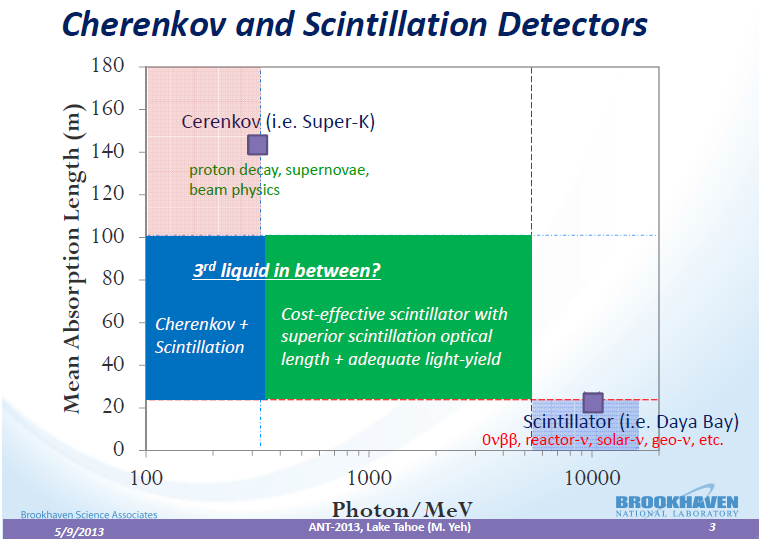 Cherenkov and Scintillation Detectors
180
160
140
120
100
80
60
40
20
0
Mean Absorption Length (m)
Cerenkov (i.e. Super-K)
proton decay, supernovae,
beam physics
3rd liquid in between?
Cherenkov +
Scintillation
Cost-effective scintillator with
superior scintillation optical
length + adequate light-yield
Scintillator (i.e. Daya Bay)
0νββ, reactor-ν, solar-ν, geo-ν, etc.
100
1000
10000
Photon/MeV
Brookhaven Science Associates
BROOKHAVEN
NATIONAL LABORATORY
5/9/2013
ANT-2013, Lake Tahoe (M. Yeh)
3